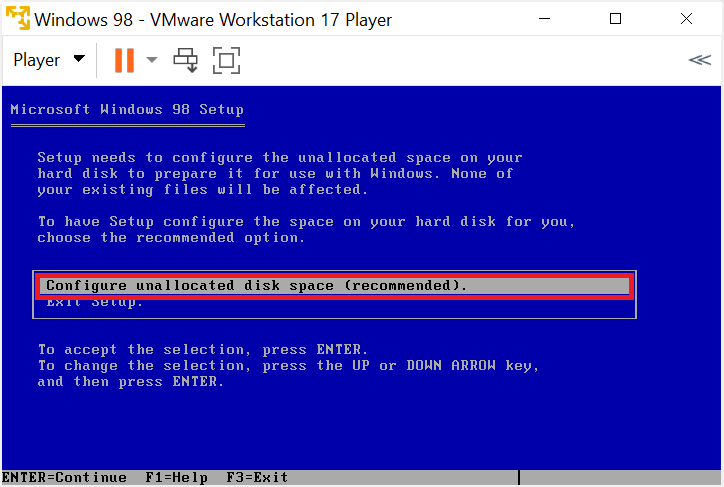 Windows 98 - VMware Workstation 17 Player
Player
Microsoft Windows 98 Setup
Setup needs to configure the unallocated space on your
hard disk to prepare it for use with Windows. None of
your existing files will be affected.
To have Setup configure the space on your hard disk for you,
choose the recommended option.
Configure unallocated disk space (recommended).
Exit Setup.
To accept the selection, press ENTER.
To change the selection, press the UP or DOWN ARROW key,
and then press ENTER.
ENTER=Continue F1=Help F3=Exit